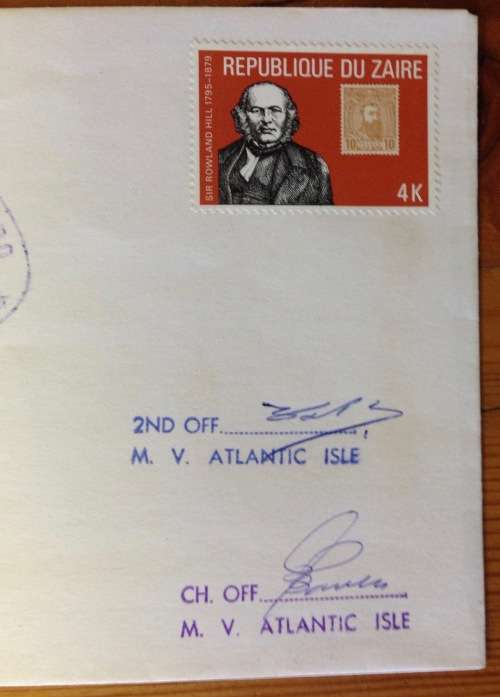 REPUBLIQUE DU ZAIRE
SIR ROWLAND HILL 1795-1879
10 10
4K
2ND OFF
M. V. ATLANTIC ISLE
CH. OFF
M. V. ATLANTIC ISLE